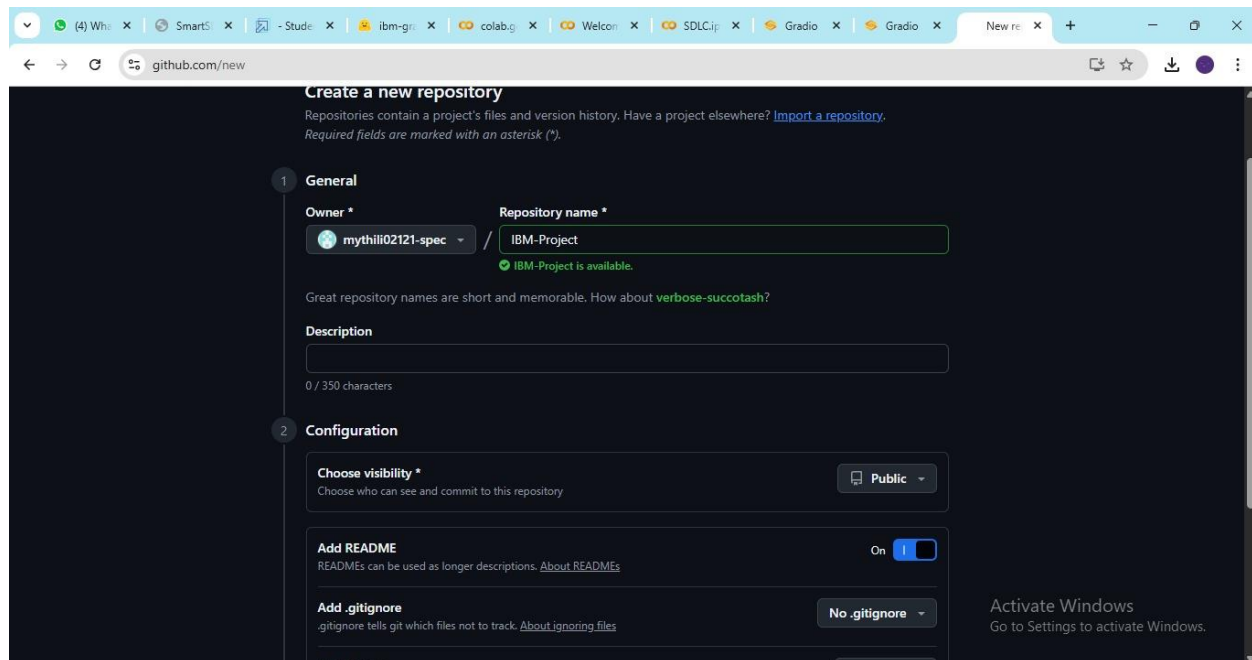 (4) Wha
SmartS
- Stude
ibm-gra
colab.g
Welcon
SDLC.ip
Gradio
Gradio
New re
github.com/new
Create a new repository
Repositories contain a project's files and version history. Have a project elsewhere? Import a repository.
Required fields are marked with an asterisk (*).
1 General
Owner * Repository name *
mythili02121-spec / IBM-Project
IBM-Project is available.
Great repository names are short and memorable. How about verbose-succotash?
Description
0 / 350 characters
2 Configuration
Choose visibility *
Public
Choose who can see and commit to this repository
Add README
On
READMEs can be used as longer descriptions. About READMEs
Add .gitignore
No .gitignore
.gitignore tells git which files not to track. About ignoring files
Activate Windows
Go to Settings to activate Windows.